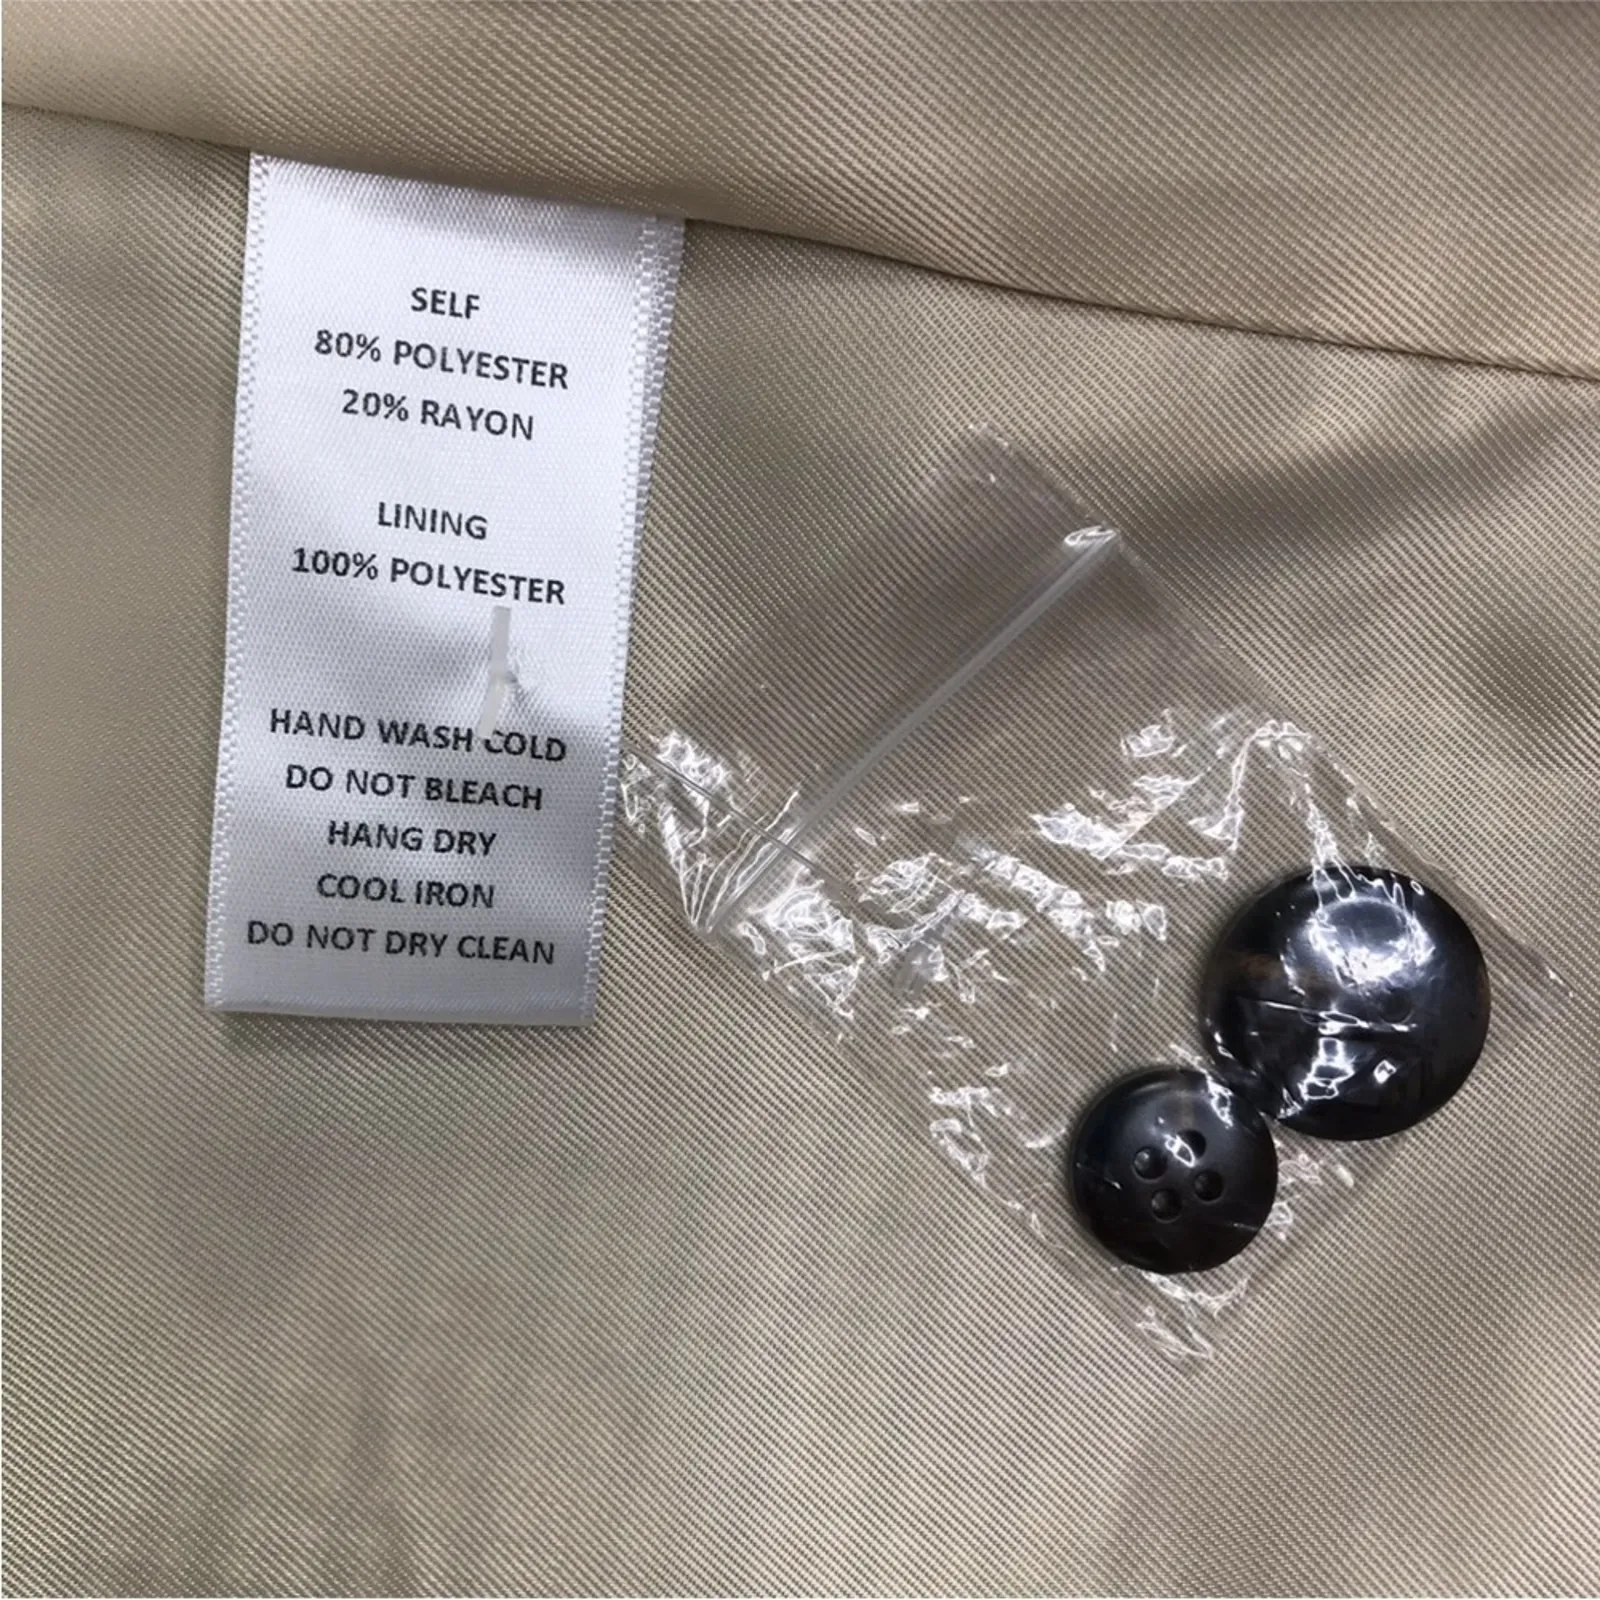 SELF
80% POLYESTER
20% RAYON
LINING
100% POLYESTER
HAND WASH COLD
DO NOT BLEACH
HANG DRY
COOL IRON
DO NOT DRY CLEAN